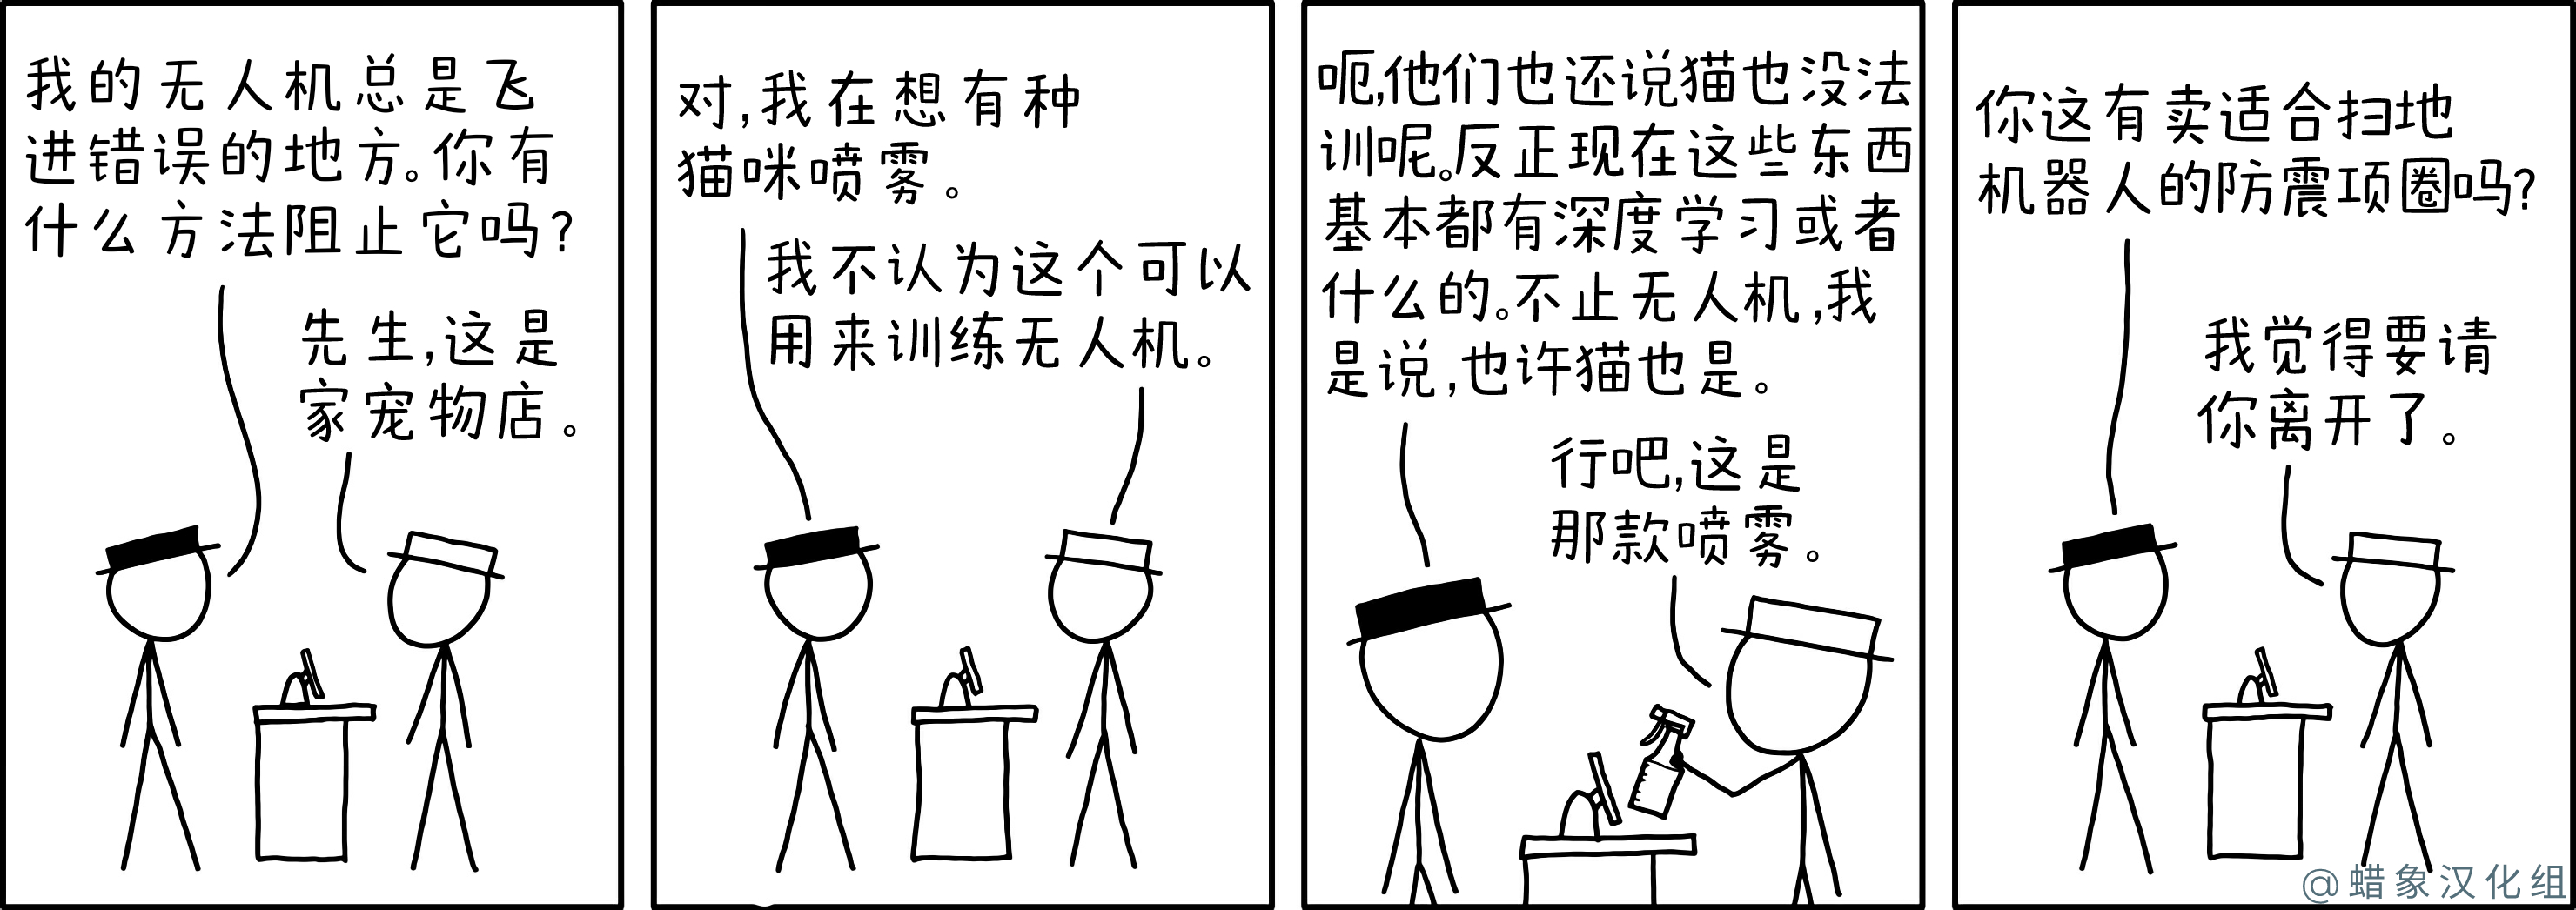 我的无人机总是飞
进错误的地方。你有
什么方法阻止它吗?
先生,这是
家宠物店。
对,我在想有种
猫咪喷雾。
我不认为这个可以
用来训练无人机。
呃,他们也还说猫也没法
训呢。反正现在这些东西
基本都有深度学习或者
什么的。不止无人机,我
是说,也许猫也是。
行吧,这是
那款喷雾。
你这有卖适合扫地
机器人的防震项圈吗?
我觉得要请
你离开了。
@蜡象汉化组